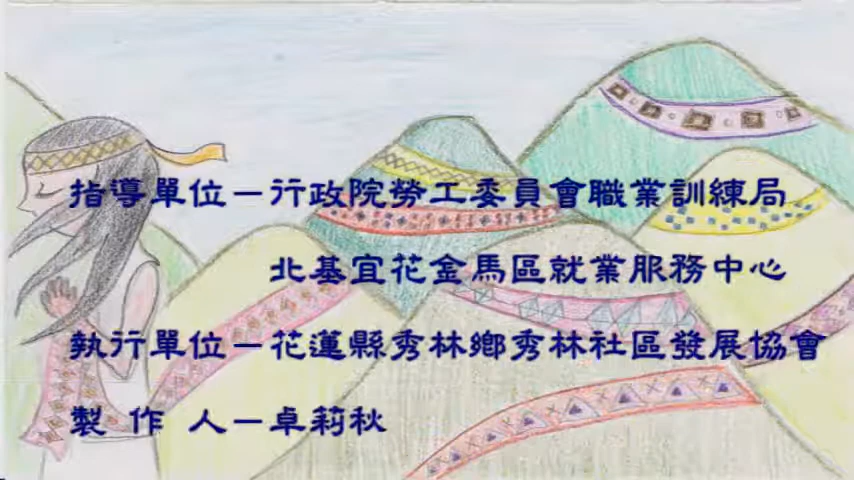 指導單位－行政院勞工委員會職業訓練局
北基宜花金馬區就業服務中心
執行單位－花蓮縣秀林鄉秀林社區發展協會
製 作 人－卓莉秋